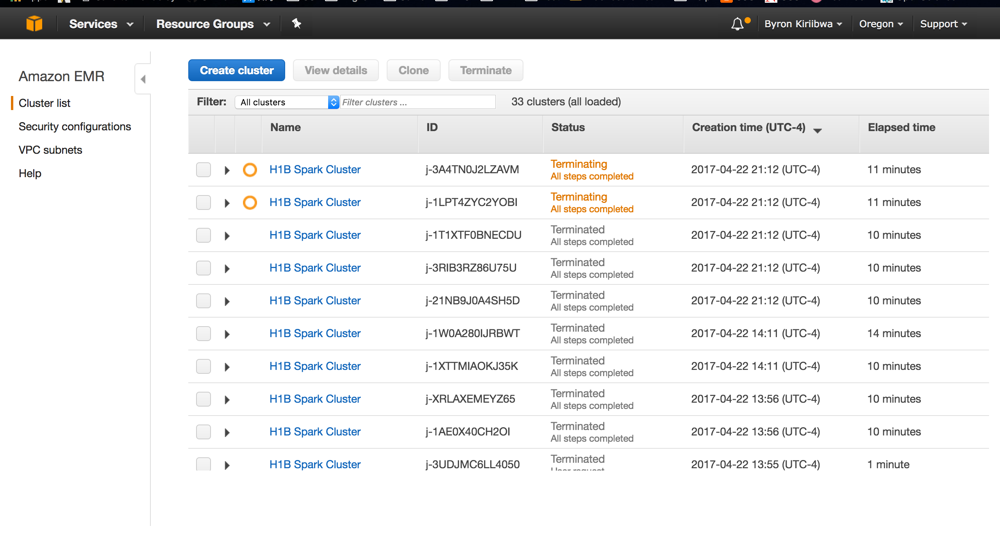 Services
Resource Groups
Byron Kiriibwa
Oregon
Support
Amazon EMR
Cluster list
Security configurations
VPC subnets
Help
Create cluster
View details
Clone
Terminate
Filter: All clusters Filter clusters ... 33 clusters (all loaded)
Name ID Status Creation time (UTC-4) Elapsed time
H1B Spark Cluster j-3A4TN0J2LZAVM Terminating 2017-04-22 21:12 (UTC-4) 11 minutes
All steps completed
H1B Spark Cluster j-1LPT4ZYC2YOBI Terminating 2017-04-22 21:12 (UTC-4) 11 minutes
All steps completed
H1B Spark Cluster j-1T1XTF0BNECDU Terminated 2017-04-22 21:12 (UTC-4) 10 minutes
All steps completed
H1B Spark Cluster j-3RIB3RZ86U75U Terminated 2017-04-22 21:12 (UTC-4) 10 minutes
All steps completed
H1B Spark Cluster j-21NB9J0A4SH5D Terminated 2017-04-22 21:12 (UTC-4) 10 minutes
All steps completed
H1B Spark Cluster j-1W0A280IJRBWT Terminated 2017-04-22 14:11 (UTC-4) 14 minutes
All steps completed
H1B Spark Cluster j-1XTTMIAOKJ35K Terminated 2017-04-22 14:11 (UTC-4) 10 minutes
All steps completed
H1B Spark Cluster j-XRLAXEMEYZ65 Terminated 2017-04-22 13:56 (UTC-4) 10 minutes
All steps completed
H1B Spark Cluster j-1AE0X40CH2OI Terminated 2017-04-22 13:56 (UTC-4) 10 minutes
All steps completed
H1B Spark Cluster j-3UDJMC6LL4050 Terminated 2017-04-22 13:55 (UTC-4) 1 minute
User request